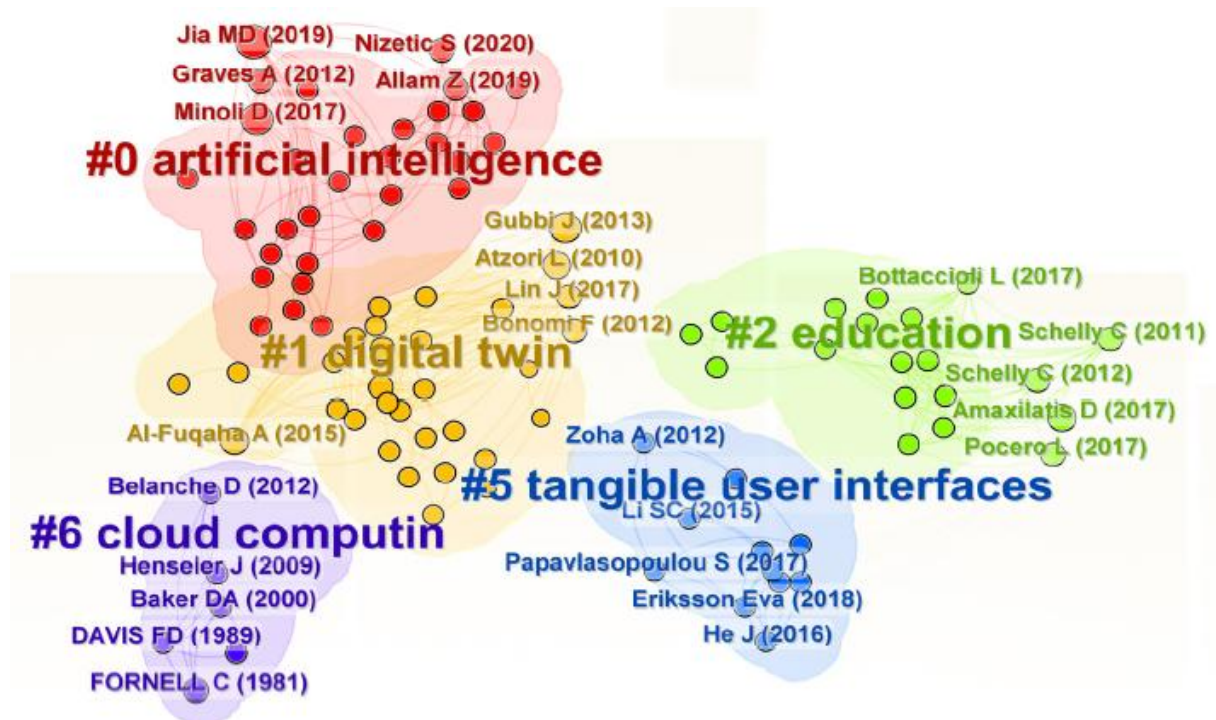 Jia MD (2019)
Nizetic S (2020)
Graves A (2012)
Allam Z (2019)
Minoli D (2017)
#0 artificial intelligence
Gubbi J (2013)
Atzori L (2010)
Lin J (2017)
Bonomi F (2012)
#1 digital twin
Al-Fuqaha A (2015)
Bottaccioli L (2017)
#2 education
Schelly C (2011)
Schelly C (2012)
Amaxilatis D (2017)
Pocero L (2017)
Zoha A (2012)
#5 tangible user interfaces
Li SC (2015)
Papavlasopoulou S (2017)
Eriksson Eva (2018)
He J (2016)
Belanche D (2012)
#6 cloud computin
Henseler J (2009)
Baker DA (2000)
DAVIS FD (1989)
FORNELL C (1981)